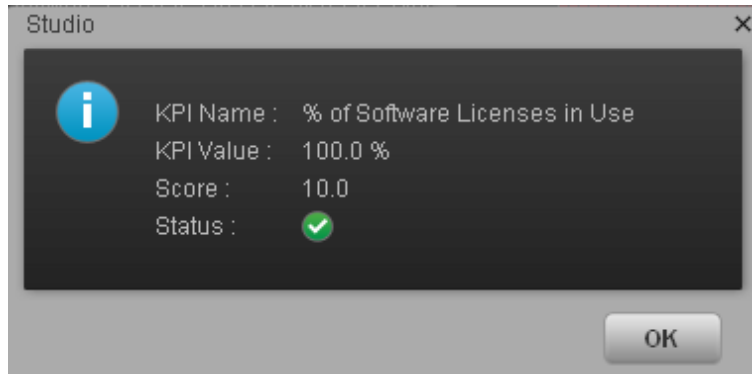 Studio
KPI Name : % of Software Licenses in Use
KPI Value : 100.0 %
Score : 10.0
Status :
OK